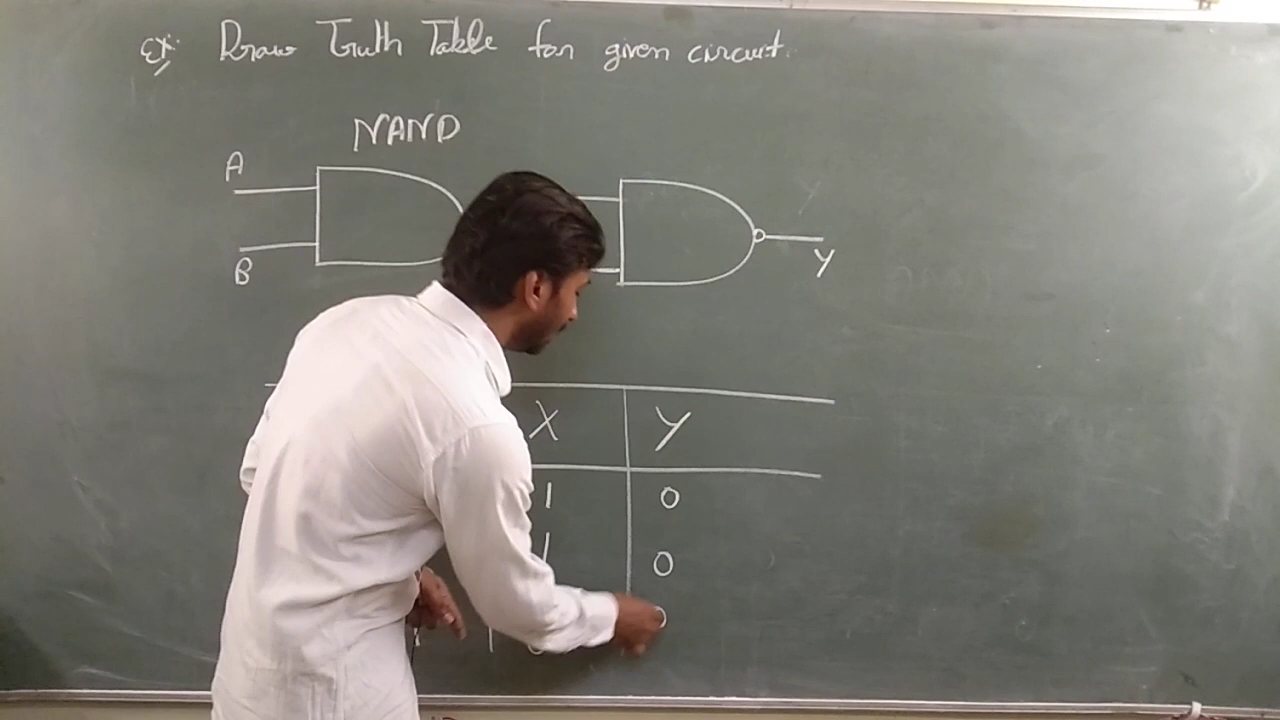 Ex: Draw Truth Table for given circuit.
NAND
A
B
Y
X Y
1 0
1 0